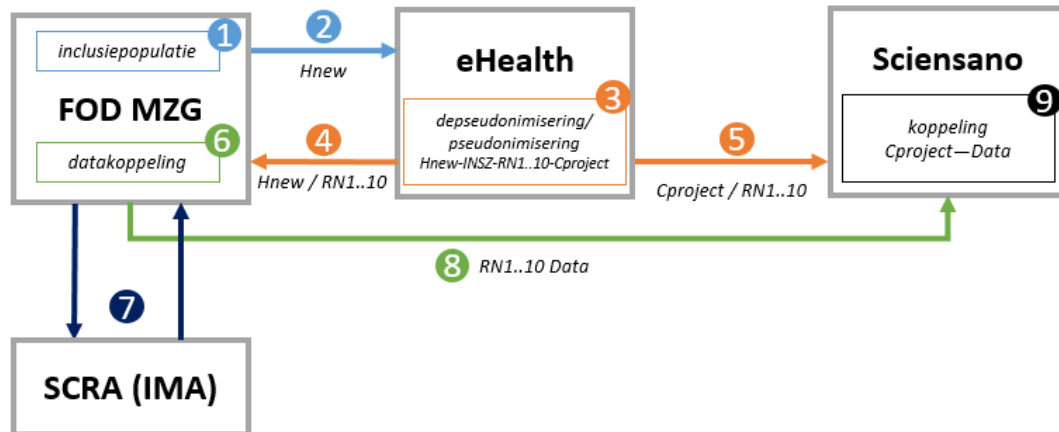 1
inclusiepopulatie
FOD MZG
6
datakoppeling
2
Hnew
4
Hnew / RN1..10
eHealth
3
depseudonimisering/
pseudonimisering
Hnew-INSZ-RN1..10-Cproject
5
Cproject / RN1..10
Sciensano
9
koppeling
Cproject—Data
8 RN1..10 Data
7
SCRA (IMA)